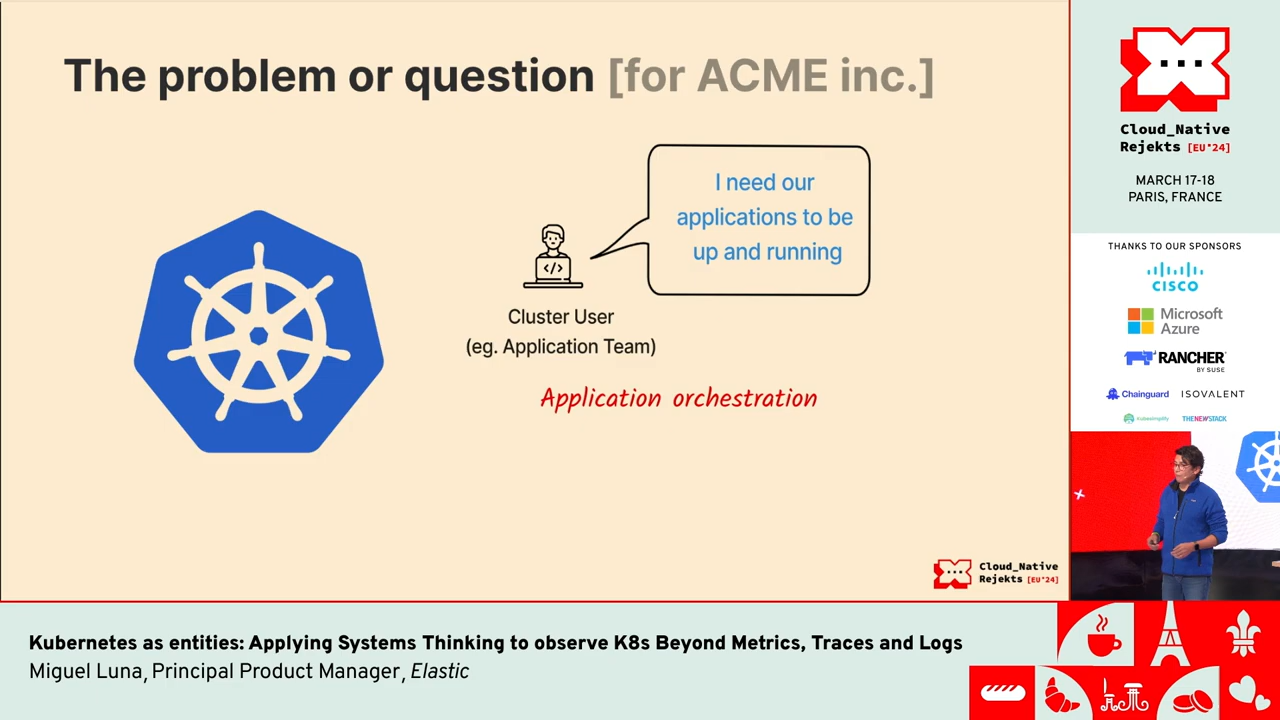 The problem or question [for ACME inc.]
I need our
applications to be
up and running
</>
Cluster User
(eg. Application Team)
Application orchestration
Cloud_Native
Rejekts [EU'24]
Cloud_Native
Rejekts [EU'24]
MARCH 17-18
PARIS, FRANCE
THANKS TO OUR SPONSORS
CISCO
Microsoft
Azure
RANCHER
BY SUSE
Chainguard ISOVALENT
Kubesimplify THENEWSTACK
Kubernetes as entities: Applying Systems Thinking to observe K8s Beyond Metrics, Traces and Logs
Miguel Luna, Principal Product Manager, Elastic